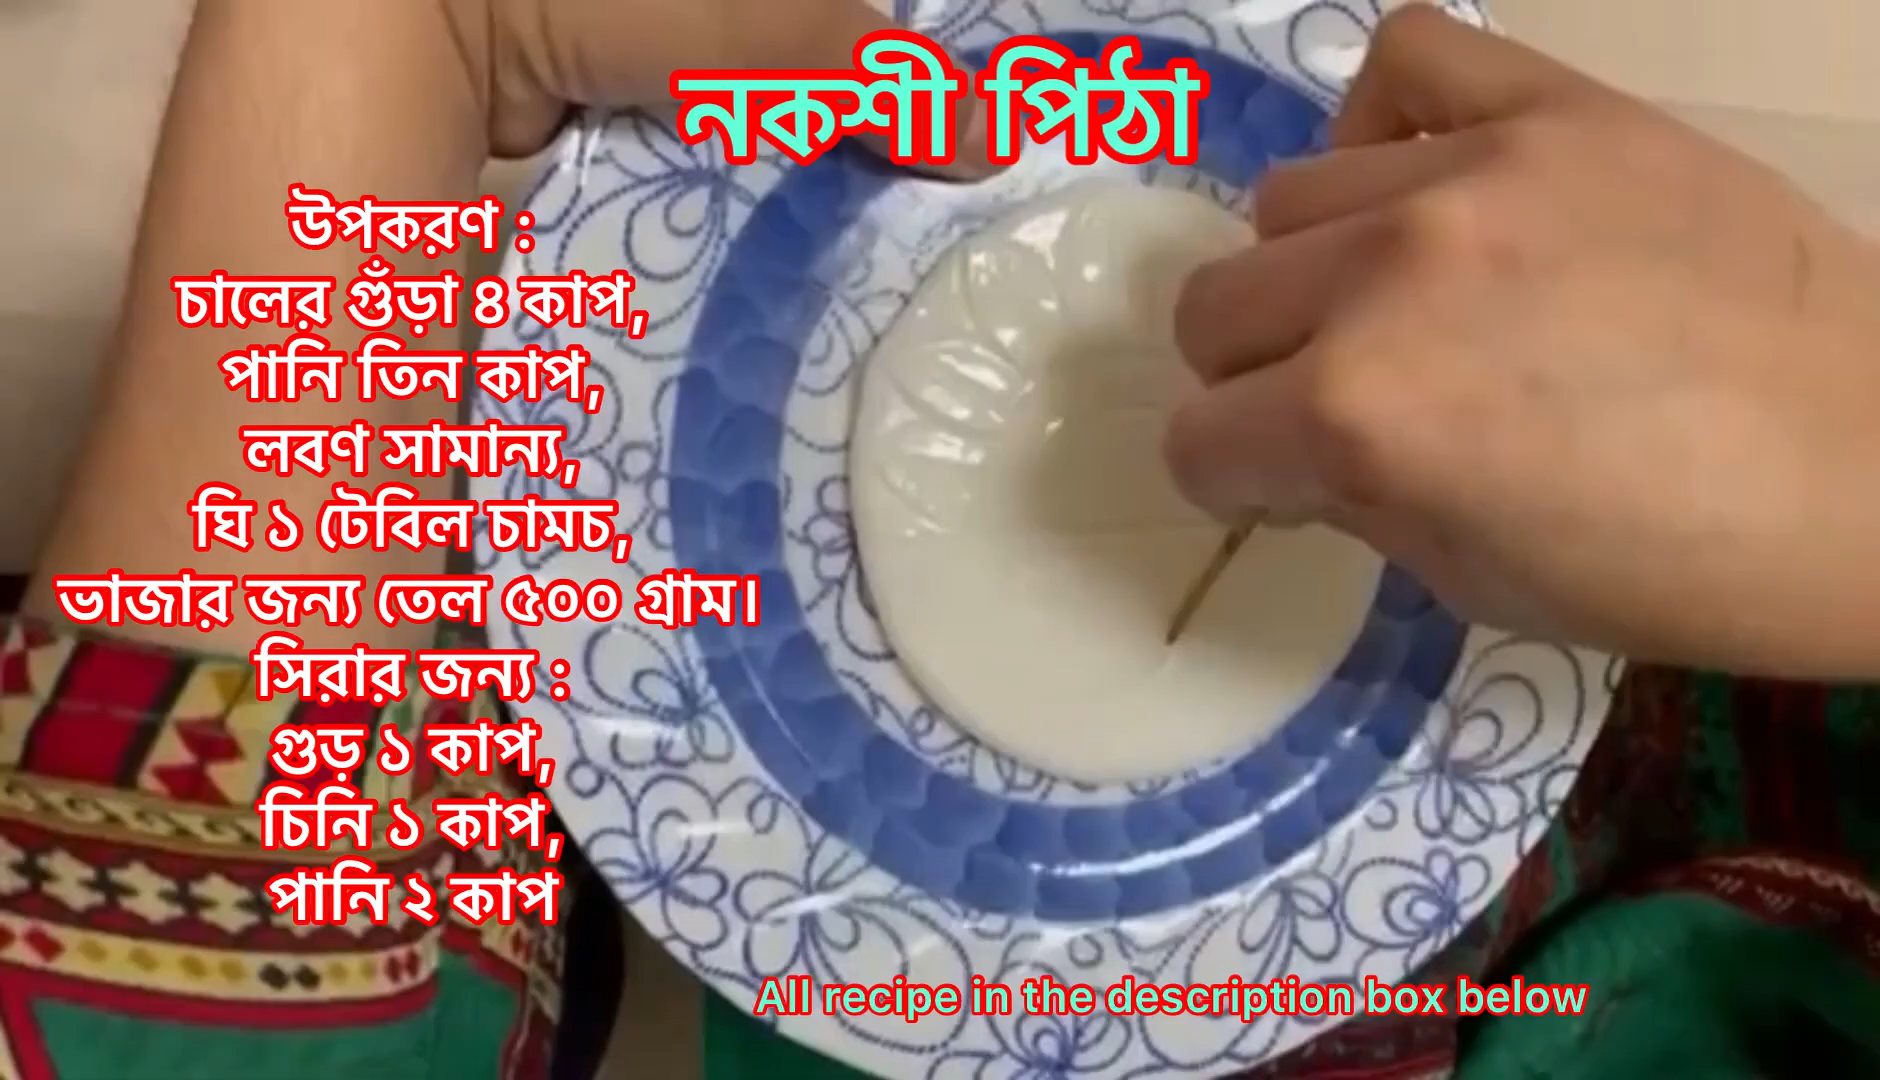 নকশী পিঠা
উপকরণ :
চালের গুঁড়া ৪ কাপ,
পানি তিন কাপ,
লবণ সামান্য,
ঘি ১ টেবিল চামচ,
ভাজার জন্য তেল ৫০০ গ্রাম।
সিরার জন্য :
গুড় ১ কাপ,
চিনি ১ কাপ,
পানি ২ কাপ
All recipe in the description box below